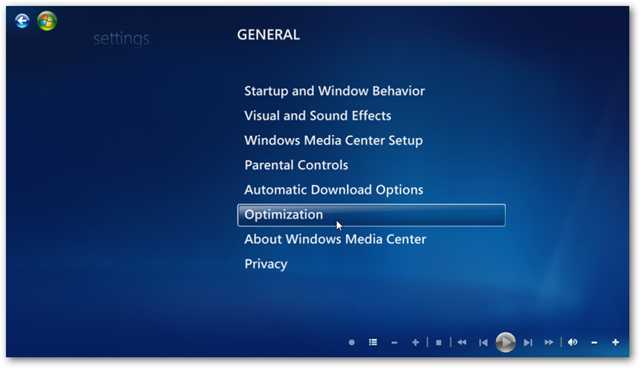 settings
GENERAL
Startup and Window Behavior
Visual and Sound Effects
Windows Media Center Setup
Parental Controls
Automatic Download Options
Optimization
About Windows Media Center
Privacy